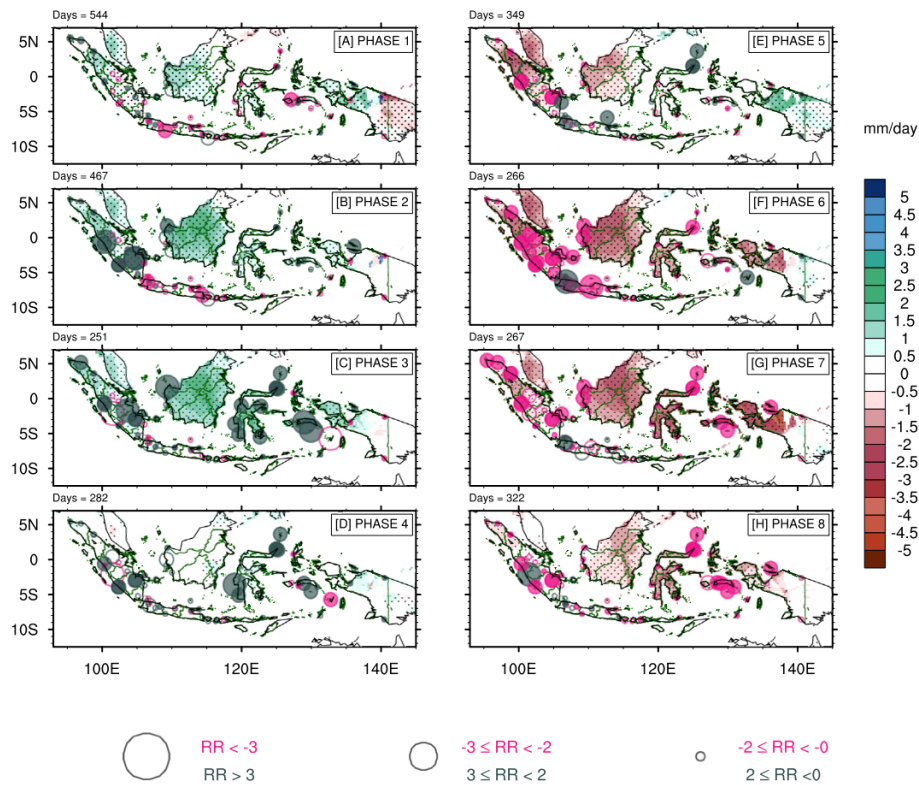 Days = 544
[A] PHASE 1
5N
0
5S
10S
Days = 467
[B] PHASE 2
5N
0
5S
10S
Days = 251
[C] PHASE 3
5N
0
5S
10S
Days = 282
[D] PHASE 4
5N
0
5S
10S
100E 120E 140E
Days = 349
[E] PHASE 5
Days = 266
[F] PHASE 6
Days = 267
[G] PHASE 7
Days = 322
[H] PHASE 8
100E 120E 140E
mm/day
5
4.5
4
3.5
3
2.5
2
1.5
1
0.5
0
-0.5
-1
-1.5
-2
-2.5
-3
-3.5
-4
-4.5
-5
RR < -3 -3 ≤ RR < -2 -2 ≤ RR < -0
RR > 3 3 ≤ RR < 2 2 ≤ RR <0